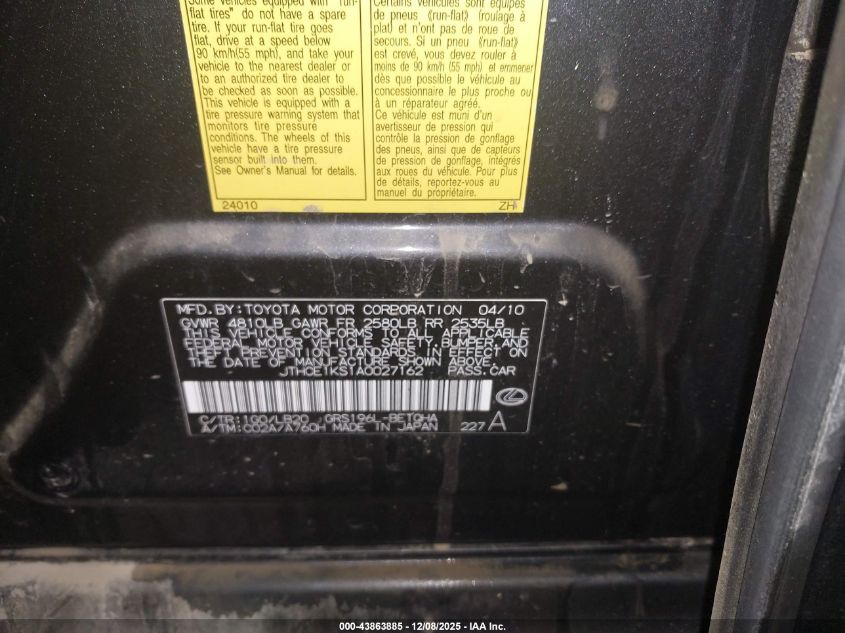 Some vehicles equipped with "run-
flat tires" do not have a spare
tire. If your run-flat tire goes
flat, drive at a speed below
90 km/h(55 mph), and take your
vehicle to the nearest dealer or
to an authorized tire dealer to
be checked as soon as possible.
This vehicle is equipped with a
tire pressure warning system that
monitors tire pressure
conditions. The wheels of this
vehicle have a tire pressure
sensor built into them.
See Owner's Manual for details.
24010
Certains véhicules sont équipés
de pneus 《run-flat》 (roulage à
plat) et n'ont pas de roue de
secours. Si un pneu 《run-flat》
est crevé, vous devez rouler à
moins de 90 km/h (55 mph) et emmener
dès que possible le véhicule au
concessionnaire le plus proche ou
à un réparateur agréé.
Ce véhicule est muni d'un
avertisseur de pression qui
contrôle la pression de gonflage
des pneus, ainsi que de capteurs
de pression de gonflage, intégrés
aux roues du véhicule. Pour plus
de détails, reportez-vous au
manuel du propriétaire.
ZH
MFD. BY: TOYOTA MOTOR CORPORATION 04/10
GVWR 4810LB GAWR FR 2580LB RR 2535LB
THIS VEHICLE CONFORMS TO ALL APPLICABLE
FEDERAL MOTOR VEHICLE SAFETY, BUMPER, AND
THEFT PREVENTION STANDARDS IN EFFECT ON
THE DATE OF MANUFACTURE SHOWN ABOVE.
JTHCE1KS1A0027162 PASS. CAR
C/TR: 1G0/LB20 GRS196L-BETQHA
A/TM: C02A/A760H MADE IN JAPAN 227 A
000-43863885 - 12/08/2025 - IAA Inc.